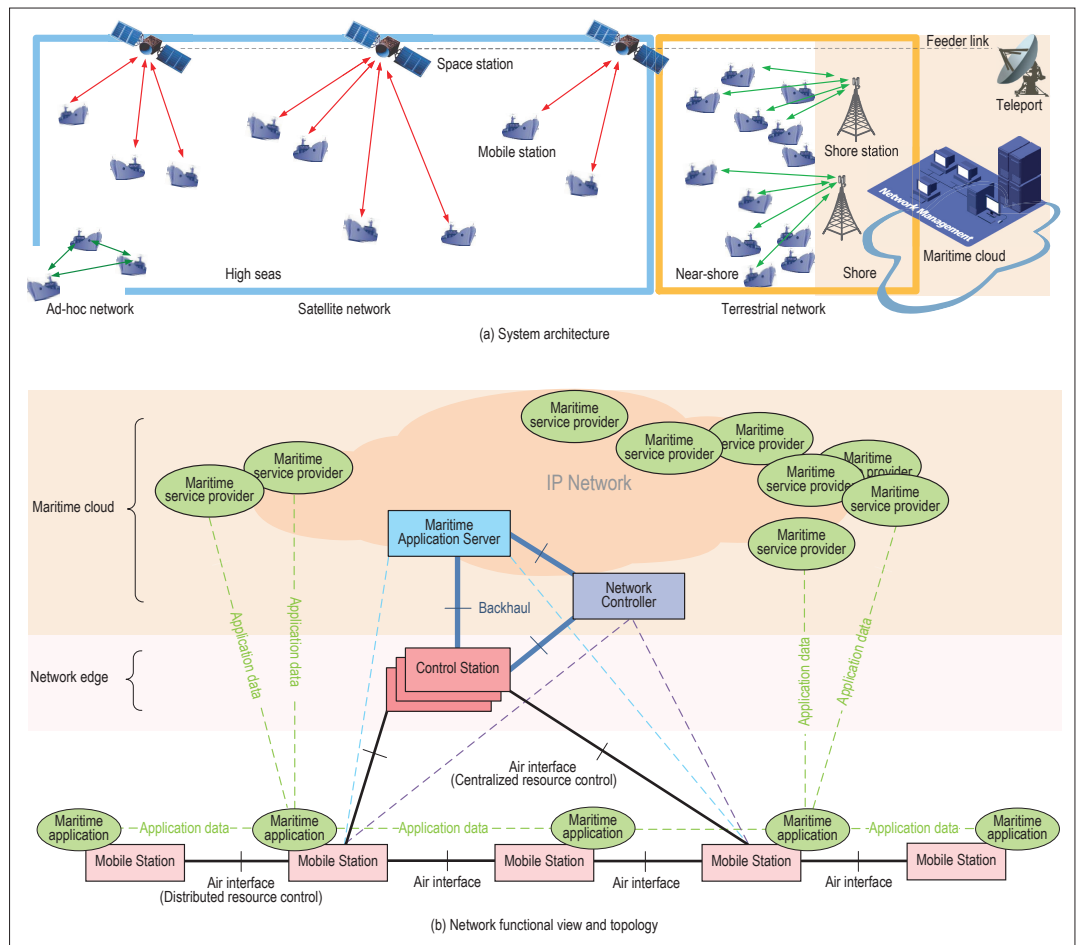 Feeder link
Space station
Teleport
Mobile station
Shore station
Network Management
Near-shore
Shore
Maritime cloud
High seas
Ad-hoc network
Satellite network
Terrestrial network
(a) System architecture
Maritime
service provider
Maritime
service provider
Maritime
service provider
Maritime
service provider
Maritime
service provider
Maritime
service provider
Maritime
service provider
Maritime
service provider
Maritime
service provider
IP Network
Maritime cloud
Maritime
Application Server
Network
Controller
Backhaul
Application data
Application data
Application data
Application data
Network edge
Control Station
Air interface
(Centralized resource control)
Maritime
application
Application data
Maritime
application
Application data
Maritime
application
Maritime
application
Application data
Maritime
application
Mobile Station
Mobile Station
Mobile Station
Mobile Station
Mobile Station
Air interface
(Distributed resource control)
Air interface
Air interface
Air interface
(b) Network functional view and topology